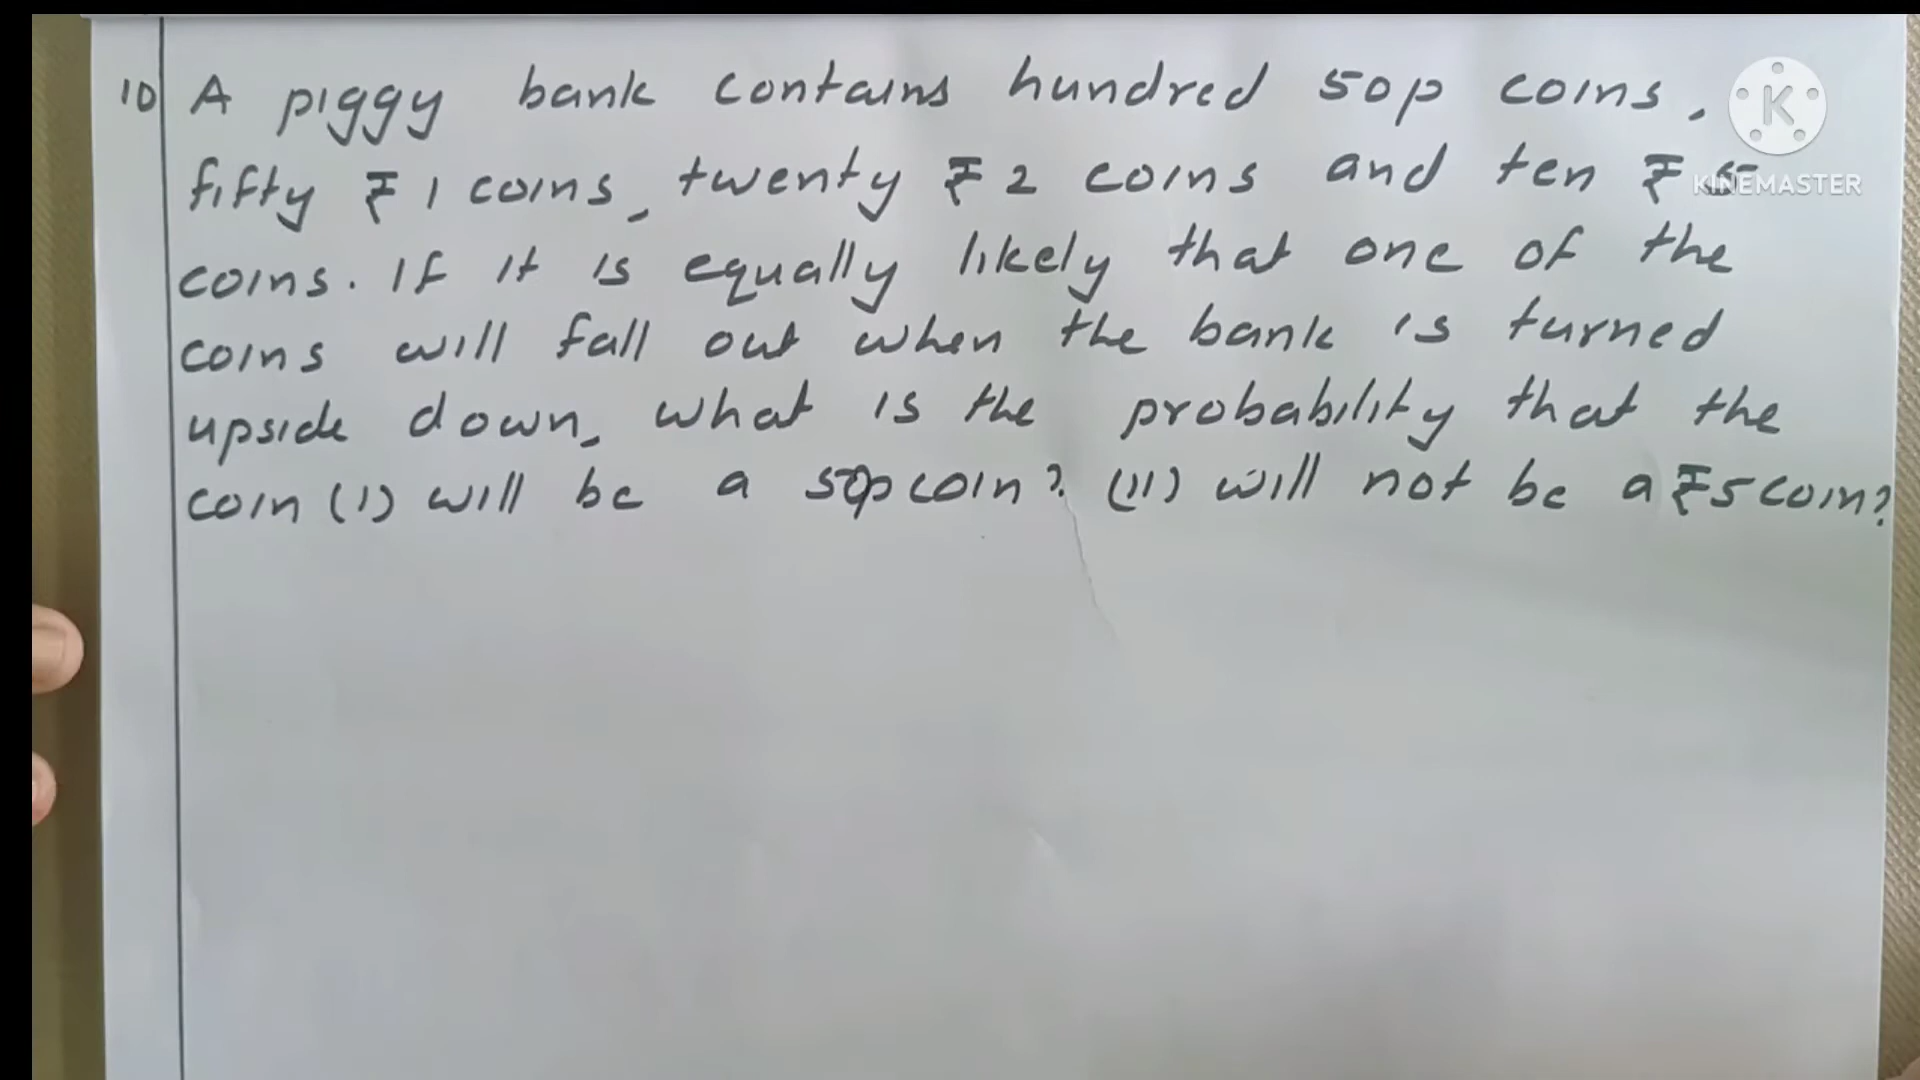 10 A piggy bank contains hundred 50p coins,
fifty ₹1 coins, twenty ₹2 coins and ten ₹5
coins. If it is equally likely that one of the
coins will fall out when the bank is turned
upside down, what is the probability that the
coin (i) will be a 50p coin? (ii) will not be a ₹5 coin?
K
KINEMASTER